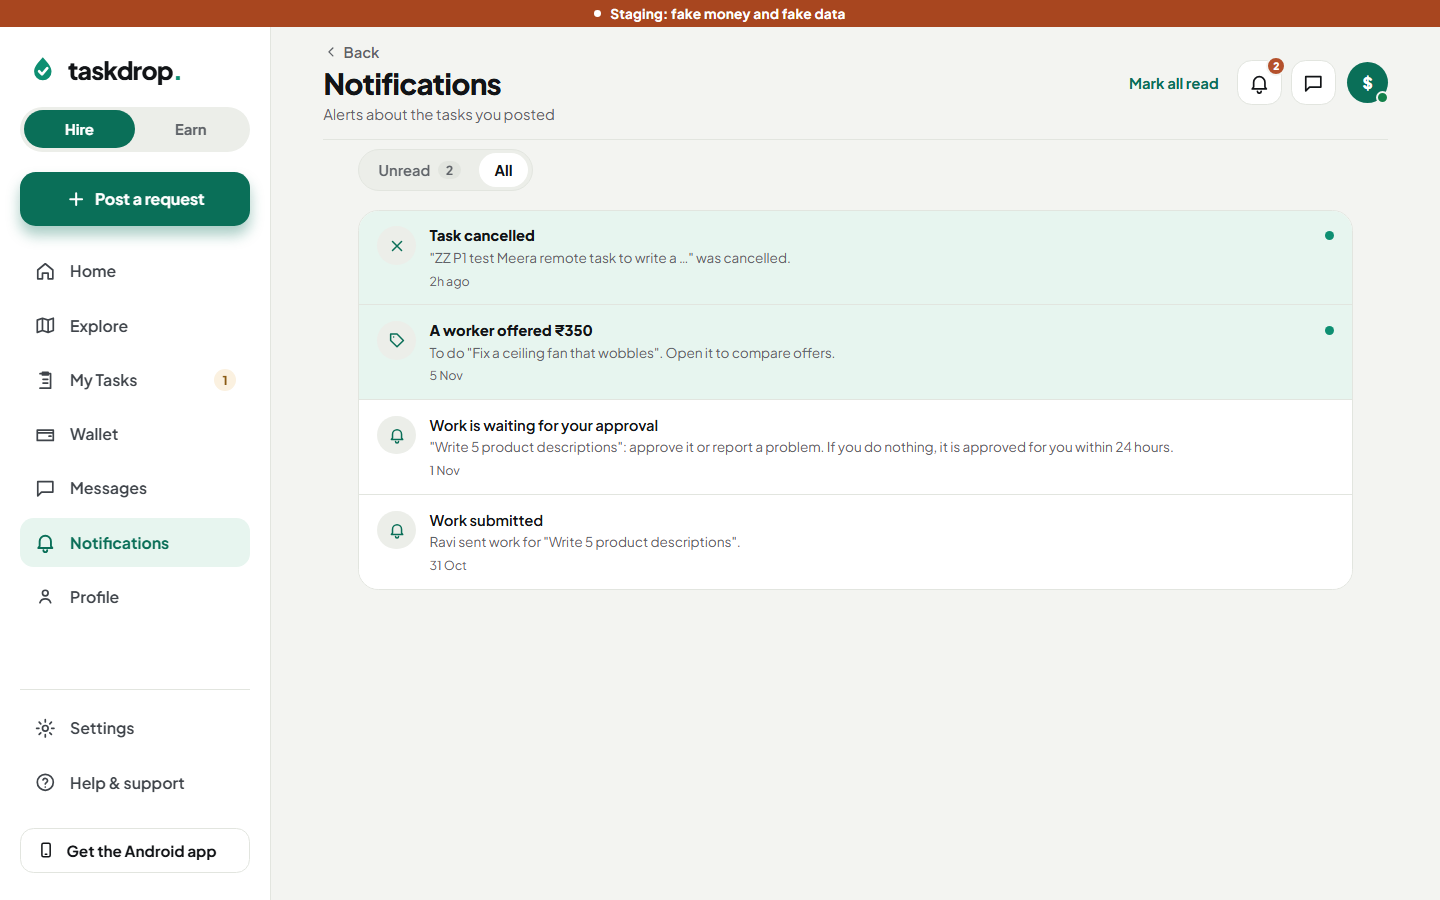 Staging: fake money and fake data
taskdrop.
Hire
Earn
Post a request
Home
Explore
My Tasks
1
Wallet
Messages
Notifications
Profile
Settings
Help & support
Get the Android app
Back
Notifications
Alerts about the tasks you posted
Mark all read
2
$
Unread 2
All
Task cancelled
"ZZ P1 test Meera remote task to write a …" was cancelled.
2h ago
A worker offered ₹350
To do "Fix a ceiling fan that wobbles". Open it to compare offers.
5 Nov
Work is waiting for your approval
"Write 5 product descriptions": approve it or report a problem. If you do nothing, it is approved for you within 24 hours.
1 Nov
Work submitted
Ravi sent work for "Write 5 product descriptions".
31 Oct